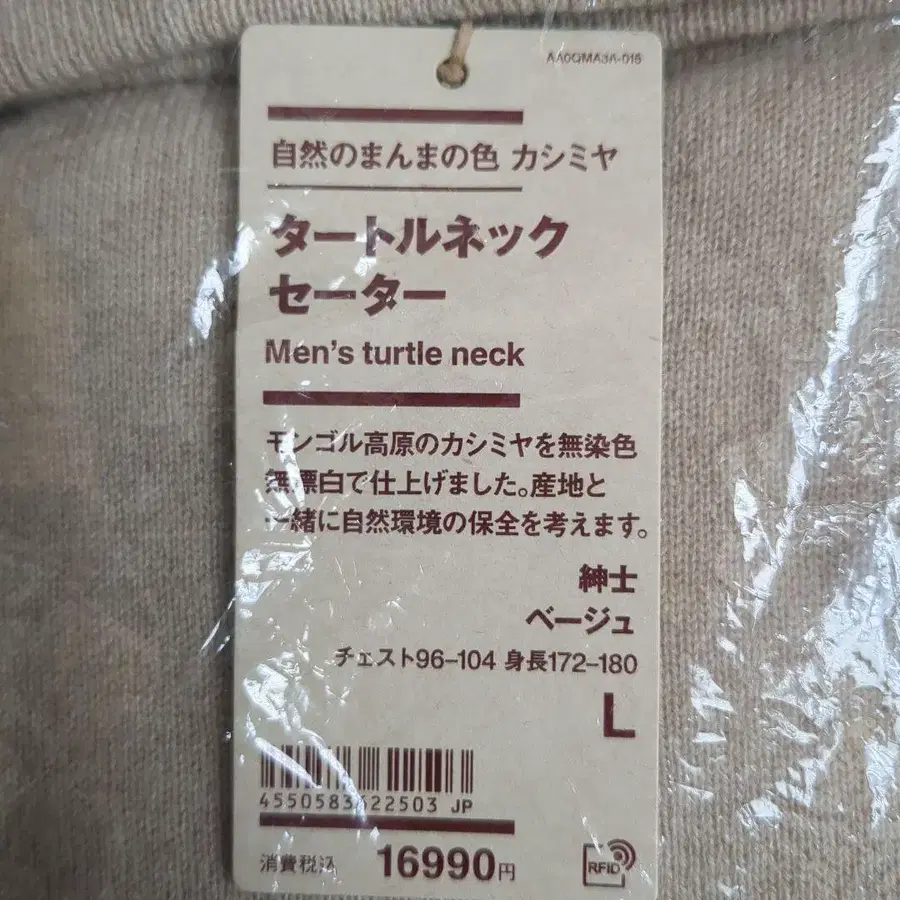 AA0QMA3A-016
自然のまんまの色 カシミヤ
タートルネック
セーター
Men's turtle neck
モンゴル高原のカシミヤを無染色
無漂白で仕上げました。産地と
一緒に自然環境の保全を考えます。
紳士
ベージュ
チェスト96–104 身長172–180
L
4550583622503 JP
消費税込 16990円
RFID